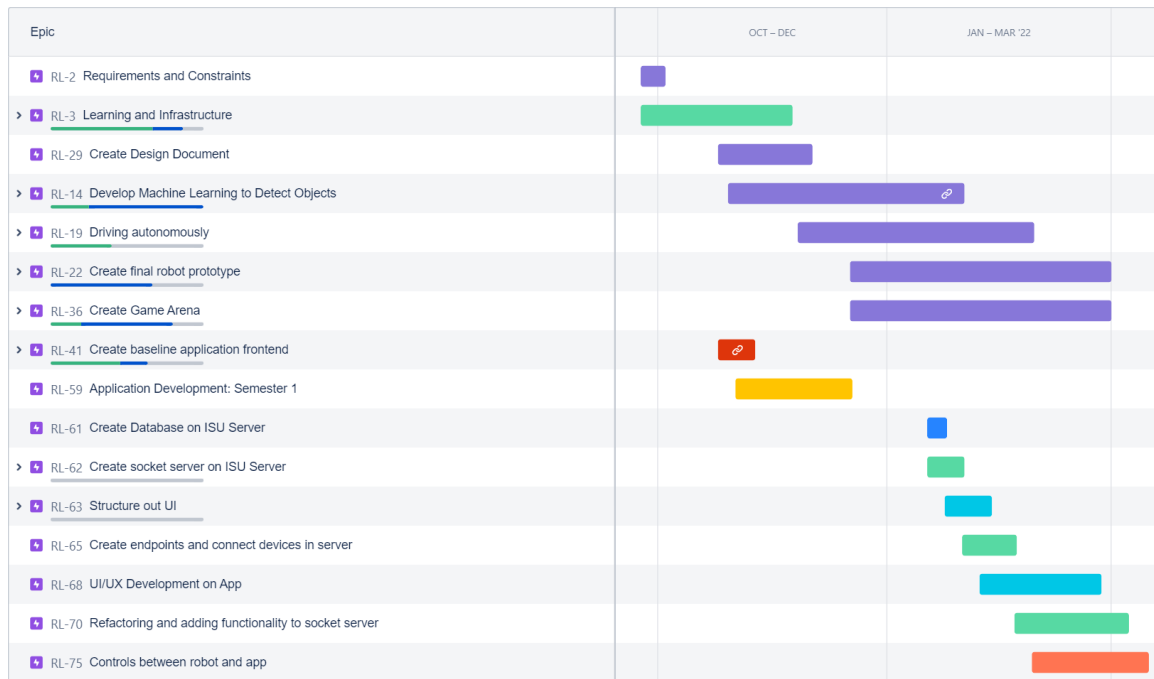 Epic
OCT – DEC
JAN – MAR '22
RL-2 Requirements and Constraints
RL-3 Learning and Infrastructure
RL-29 Create Design Document
RL-14 Develop Machine Learning to Detect Objects
RL-19 Driving autonomously
RL-22 Create final robot prototype
RL-36 Create Game Arena
RL-41 Create baseline application frontend
RL-59 Application Development: Semester 1
RL-61 Create Database on ISU Server
RL-62 Create socket server on ISU Server
RL-63 Structure out UI
RL-65 Create endpoints and connect devices in server
RL-68 UI/UX Development on App
RL-70 Refactoring and adding functionality to socket server
RL-75 Controls between robot and app